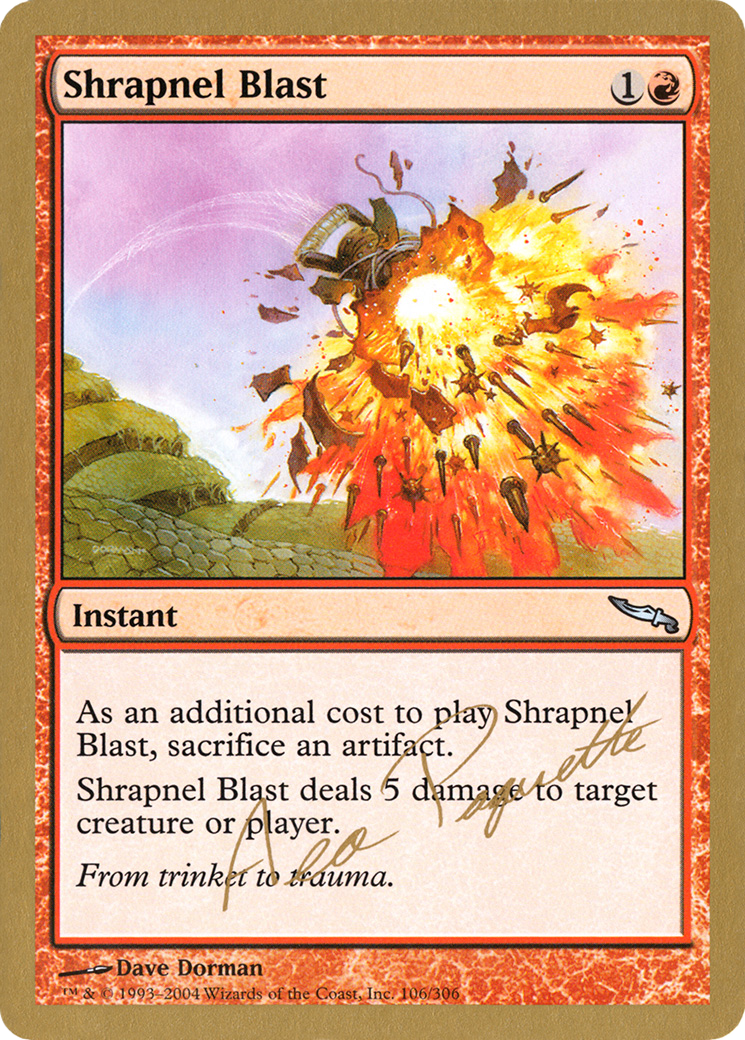 Shrapnel Blast 1
Instant
As an additional cost to play Shrapnel
Blast, sacrifice an artifact.
Shrapnel Blast deals 5 damage to target
creature or player.
From trinket to trauma.
Aeo Paquette
Dave Dorman
™ & © 1993–2004 Wizards of the Coast, Inc. 106/306